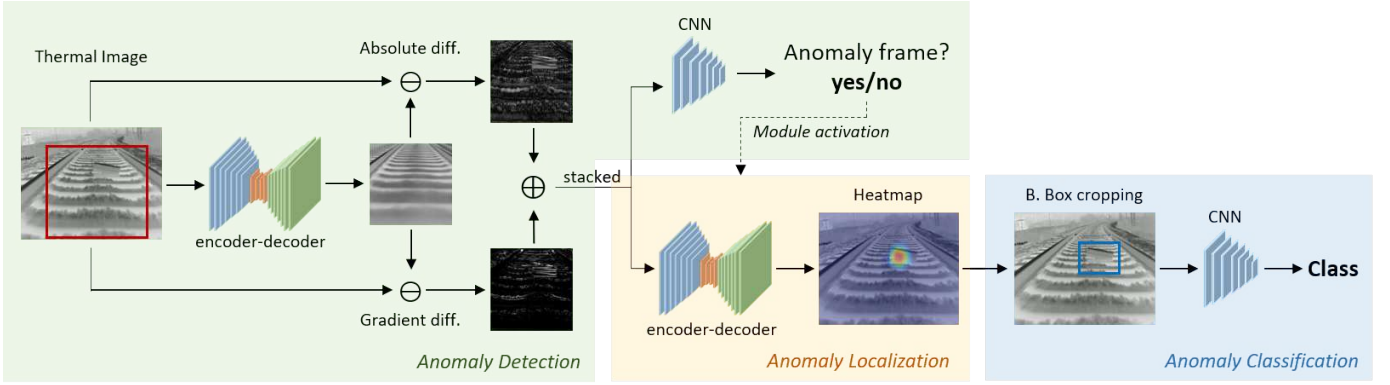 Thermal Image
Absolute diff.
encoder-decoder
Gradient diff.
stacked
CNN
Anomaly frame?
yes/no
Module activation
Anomaly Detection
encoder-decoder
Heatmap
Anomaly Localization
B. Box cropping
CNN
Class
Anomaly Classification